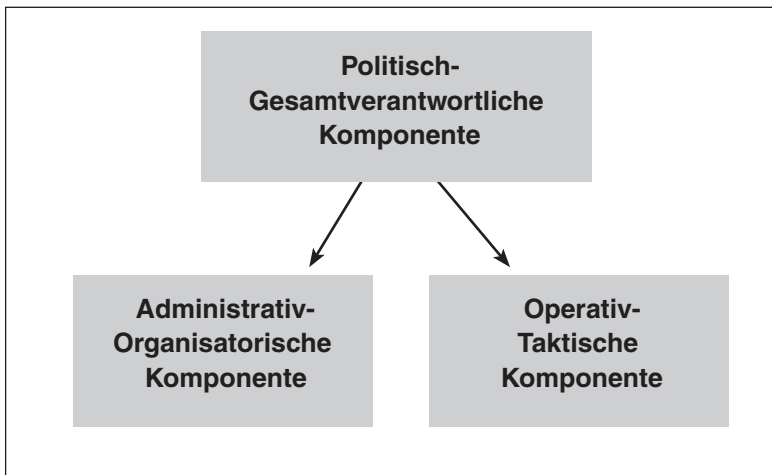 Politisch-
Gesamtverantwortliche
Komponente
Administrativ-
Organisatorische
Komponente
Operativ-
Taktische
Komponente